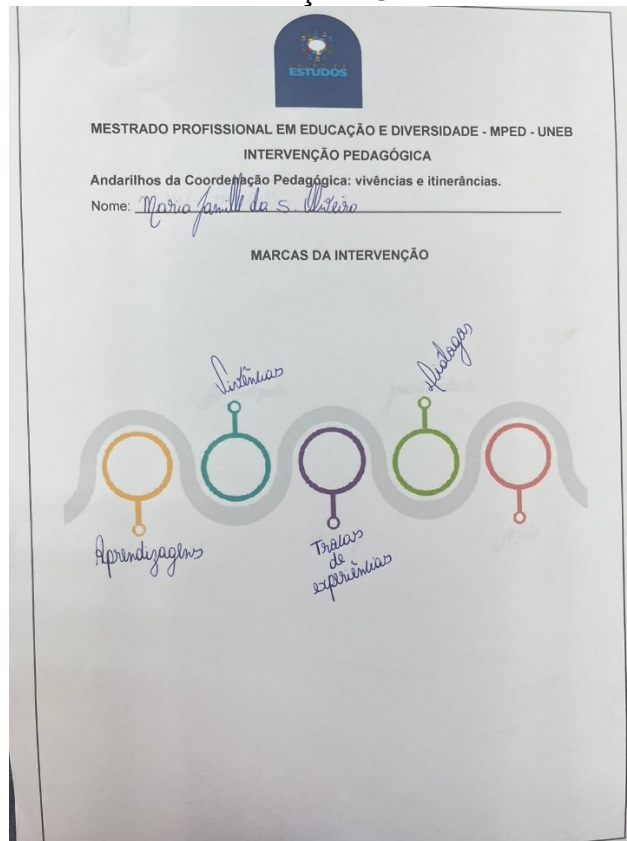 ESTUDOS
MESTRADO PROFISSIONAL EM EDUCAÇÃO E DIVERSIDADE - MPED - UNEB
INTERVENÇÃO PEDAGÓGICA
Andarilhos da Coordenação Pedagógica: vivências e itinerâncias.
Nome: Maria da S. Oliveira
MARCAS DA INTERVENÇÃO
Vivências
Diálogos
Aprendizagens
Trocas
de
experiências